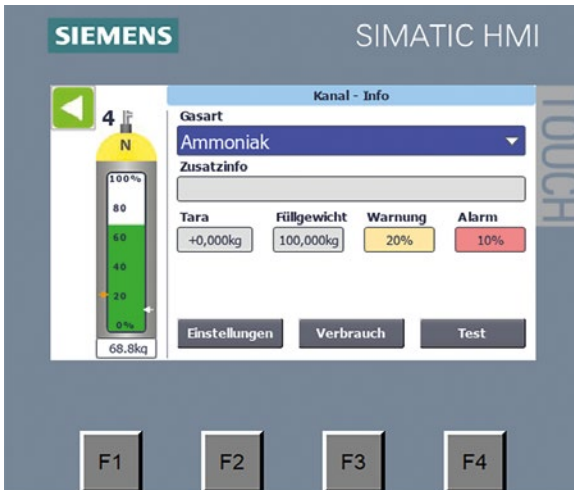 SIEMENS
SIMATIC HMI
TOUCH
4
N
100%
80
60
40
20
0%
68.8kg
Kanal - Info
Gasart
Ammoniak
Zusatzinfo
Tara Füllgewicht Warnung Alarm
+0,000kg 100,000kg 20% 10%
Einstellungen Verbrauch Test
F1 F2 F3 F4